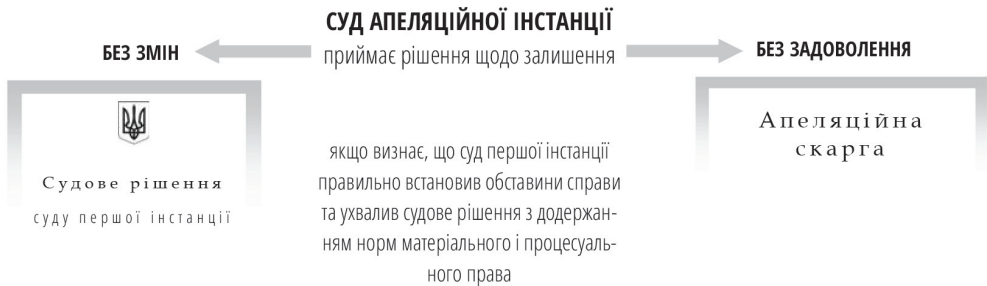 СУД АПЕЛЯЦІЙНОЇ ІНСТАНЦІЇ
БЕЗ ЗМІН
приймає рішення щодо залишення
БЕЗ ЗАДОВОЛЕННЯ
Судове рішення
суду першої інстанції
якщо визнає, що суд першої інстанції
правильно встановив обставини справи
та ухвалив судове рішення з додержан-
ням норм матеріального і процесуаль-
ного права
Апеляційна
скарга